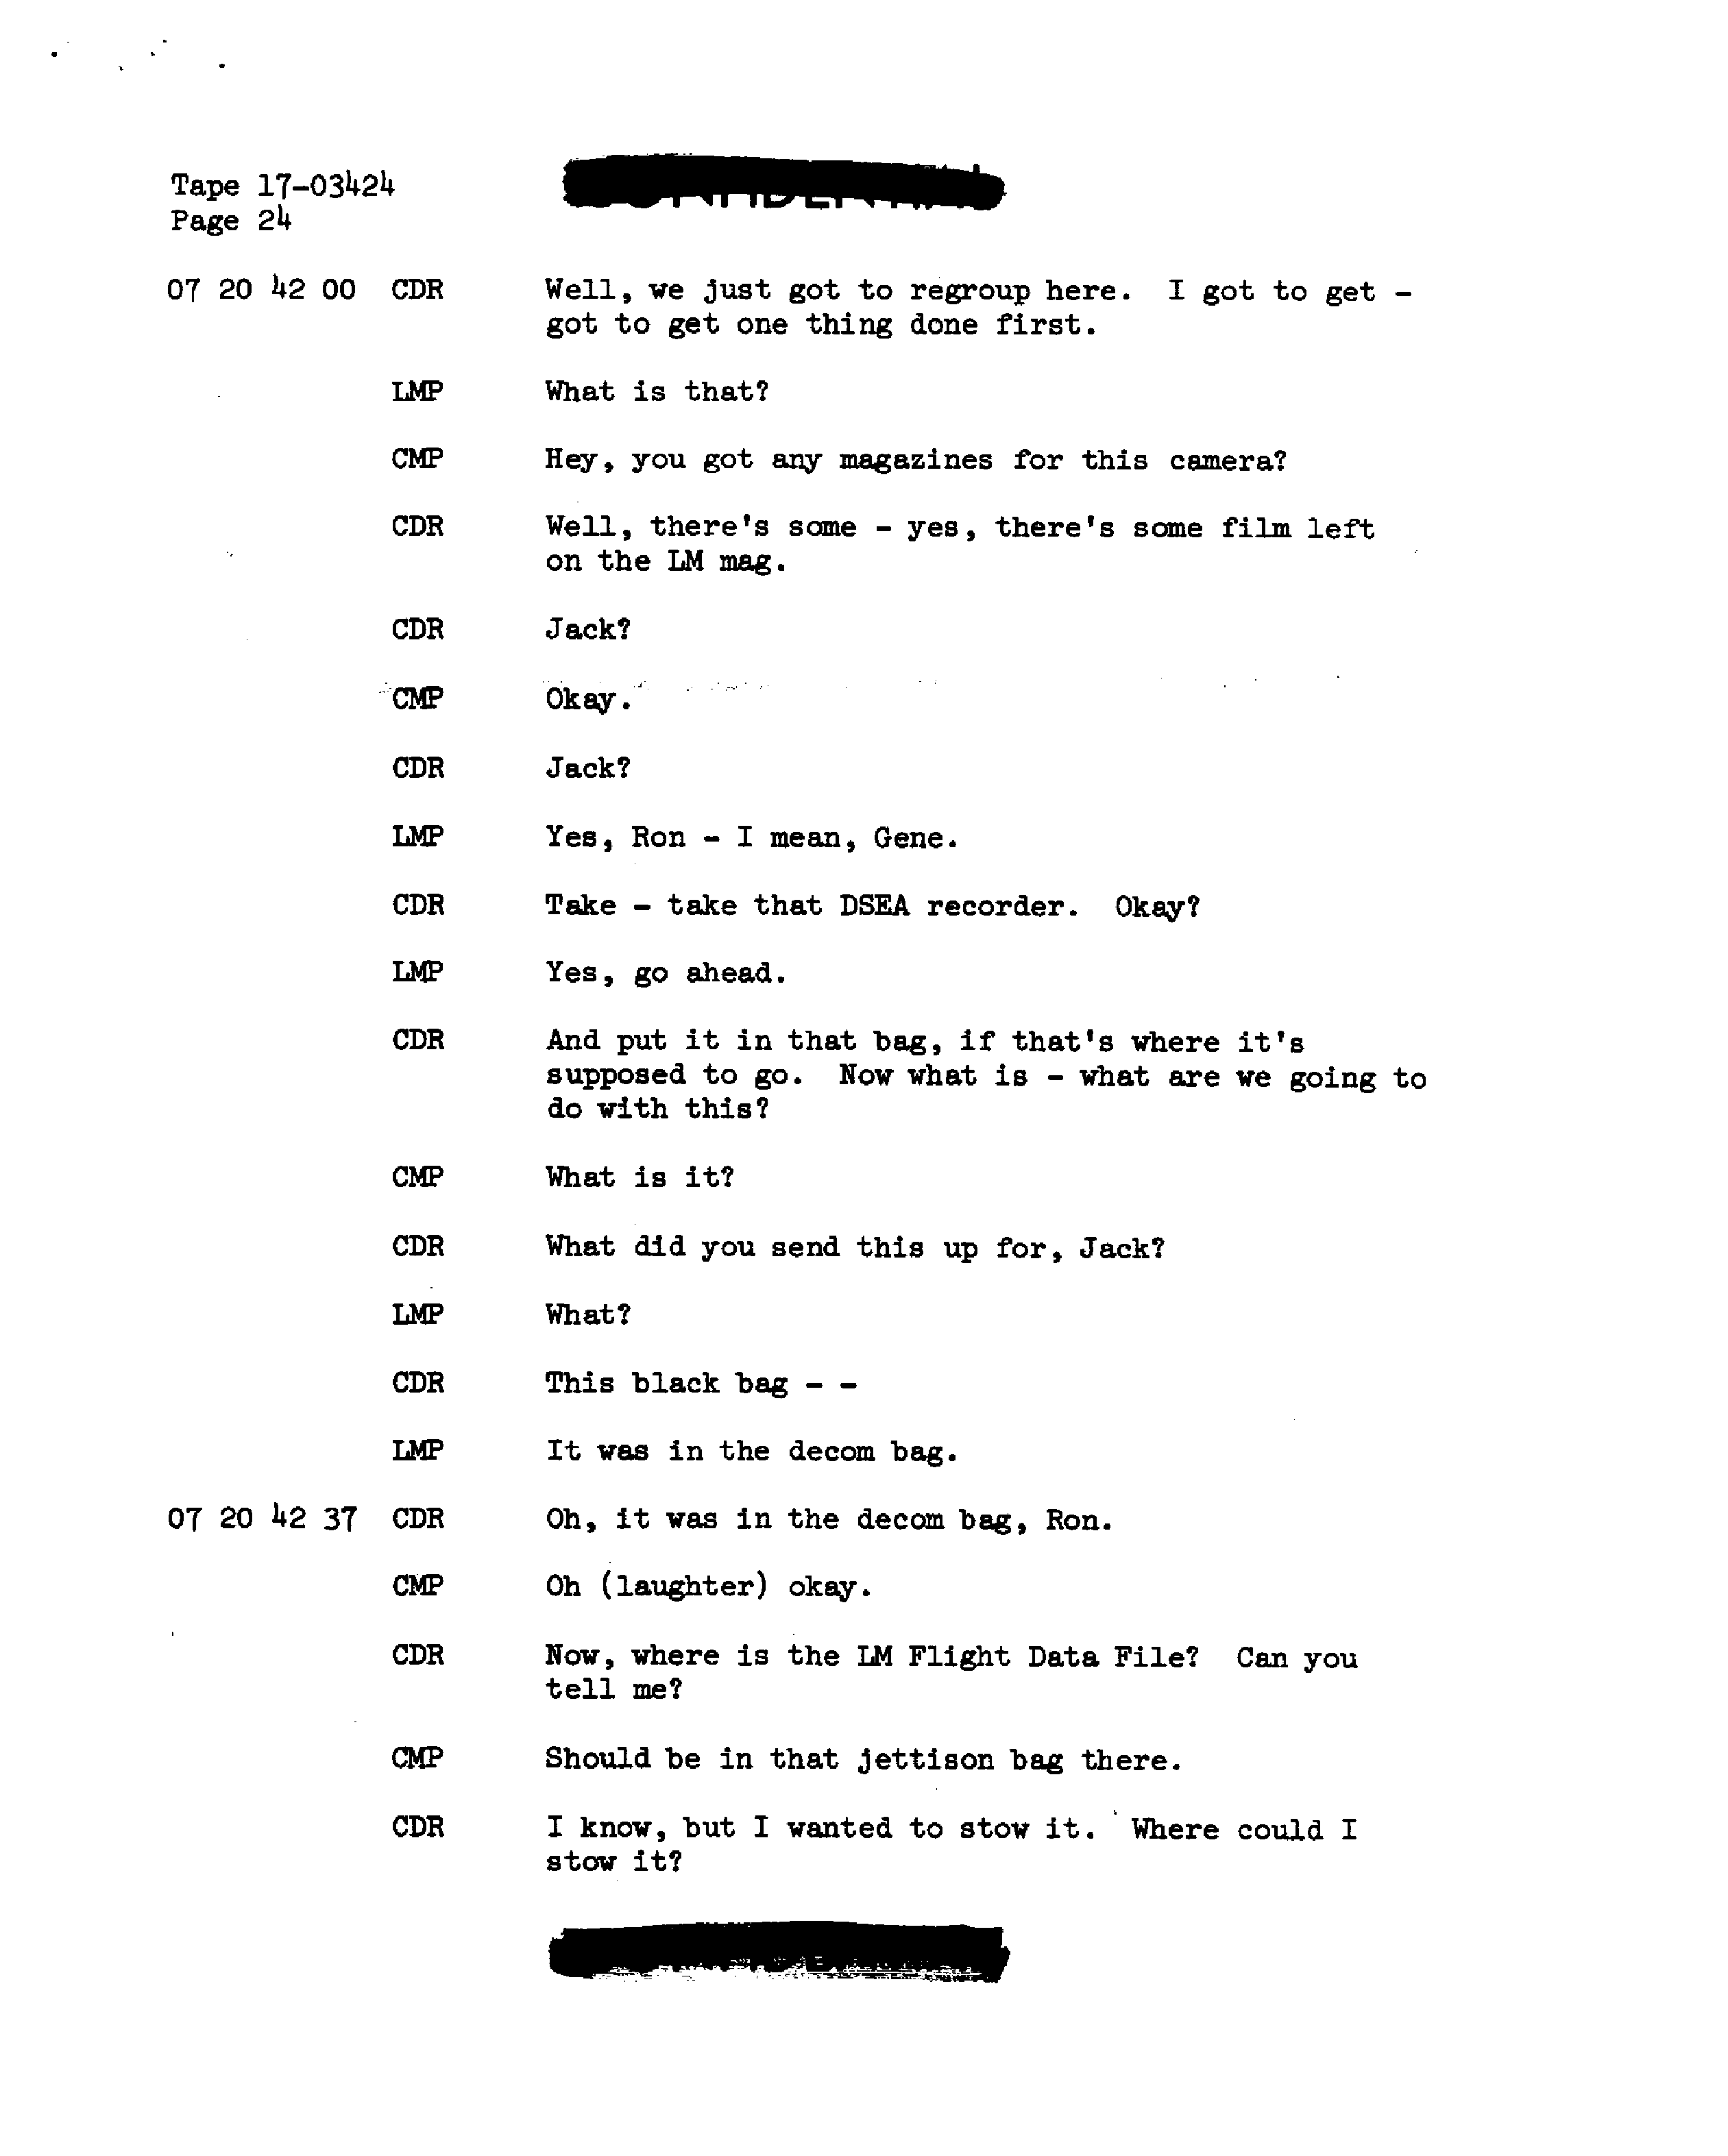 Tape 17-03424
Page 24
07 20 42 00 CDR Well, we just got to regroup here. I got to get -
got to get one thing done first.
LMP What is that?
CMP Hey, you got any magazines for this camera?
CDR Well, there's some - yes, there's some film left
on the LM mag.
CDR Jack?
CMP Okay.
CDR Jack?
LMP Yes, Ron - I mean, Gene.
CDR Take - take that DSEA recorder. Okay?
LMP Yes, go ahead.
CDR And put it in that bag, if that's where it's
supposed to go. Now what is - what are we going to
do with this?
CMP What is it?
CDR What did you send this up for, Jack?
LMP What?
CDR This black bag - -
LMP It was in the decom bag.
07 20 42 37 CDR Oh, it was in the decom bag, Ron.
CMP Oh (laughter) okay.
CDR Now, where is the LM Flight Data File? Can you
tell me?
CMP Should be in that jettison bag there.
CDR I know, but I wanted to stow it. Where could I
stow it?